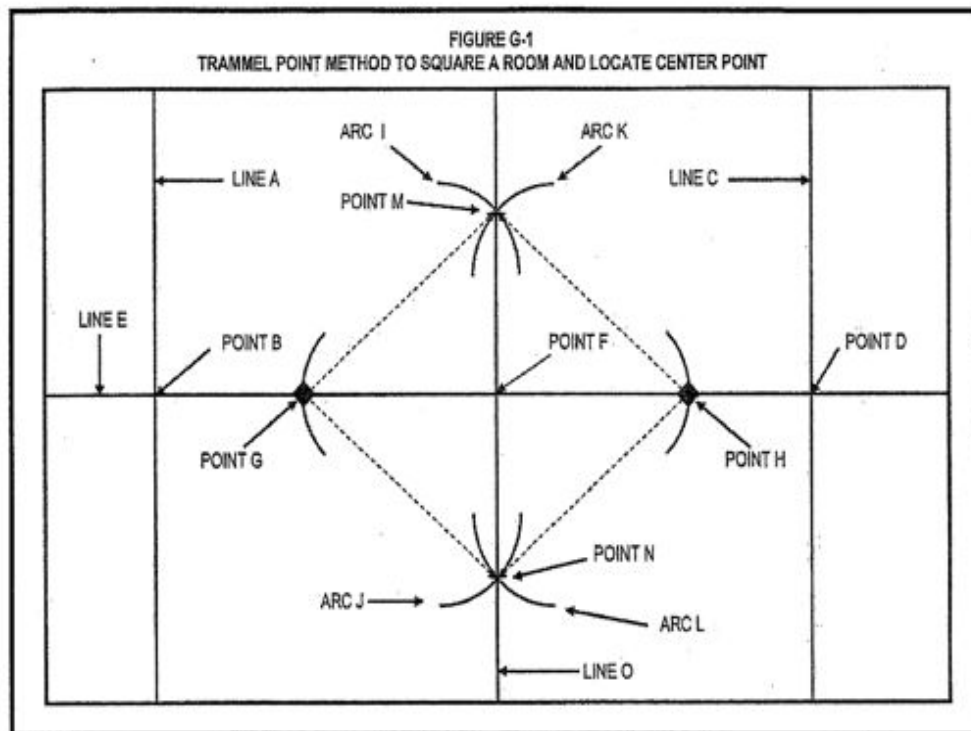 FIGURE G-1
TRAMMEL POINT METHOD TO SQUARE A ROOM AND LOCATE CENTER POINT
ARC I
ARC K
LINE A
LINE C
POINT M
LINE E
POINT B
POINT F
POINT D
POINT G
POINT H
POINT N
ARC J
ARC L
LINE O